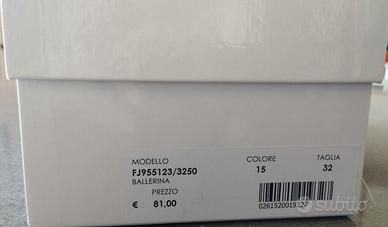 MODELLO COLORE TAGLIA
FJ955123/3250 15 32
BALLERINA
PREZZO
€ 81,00
subito